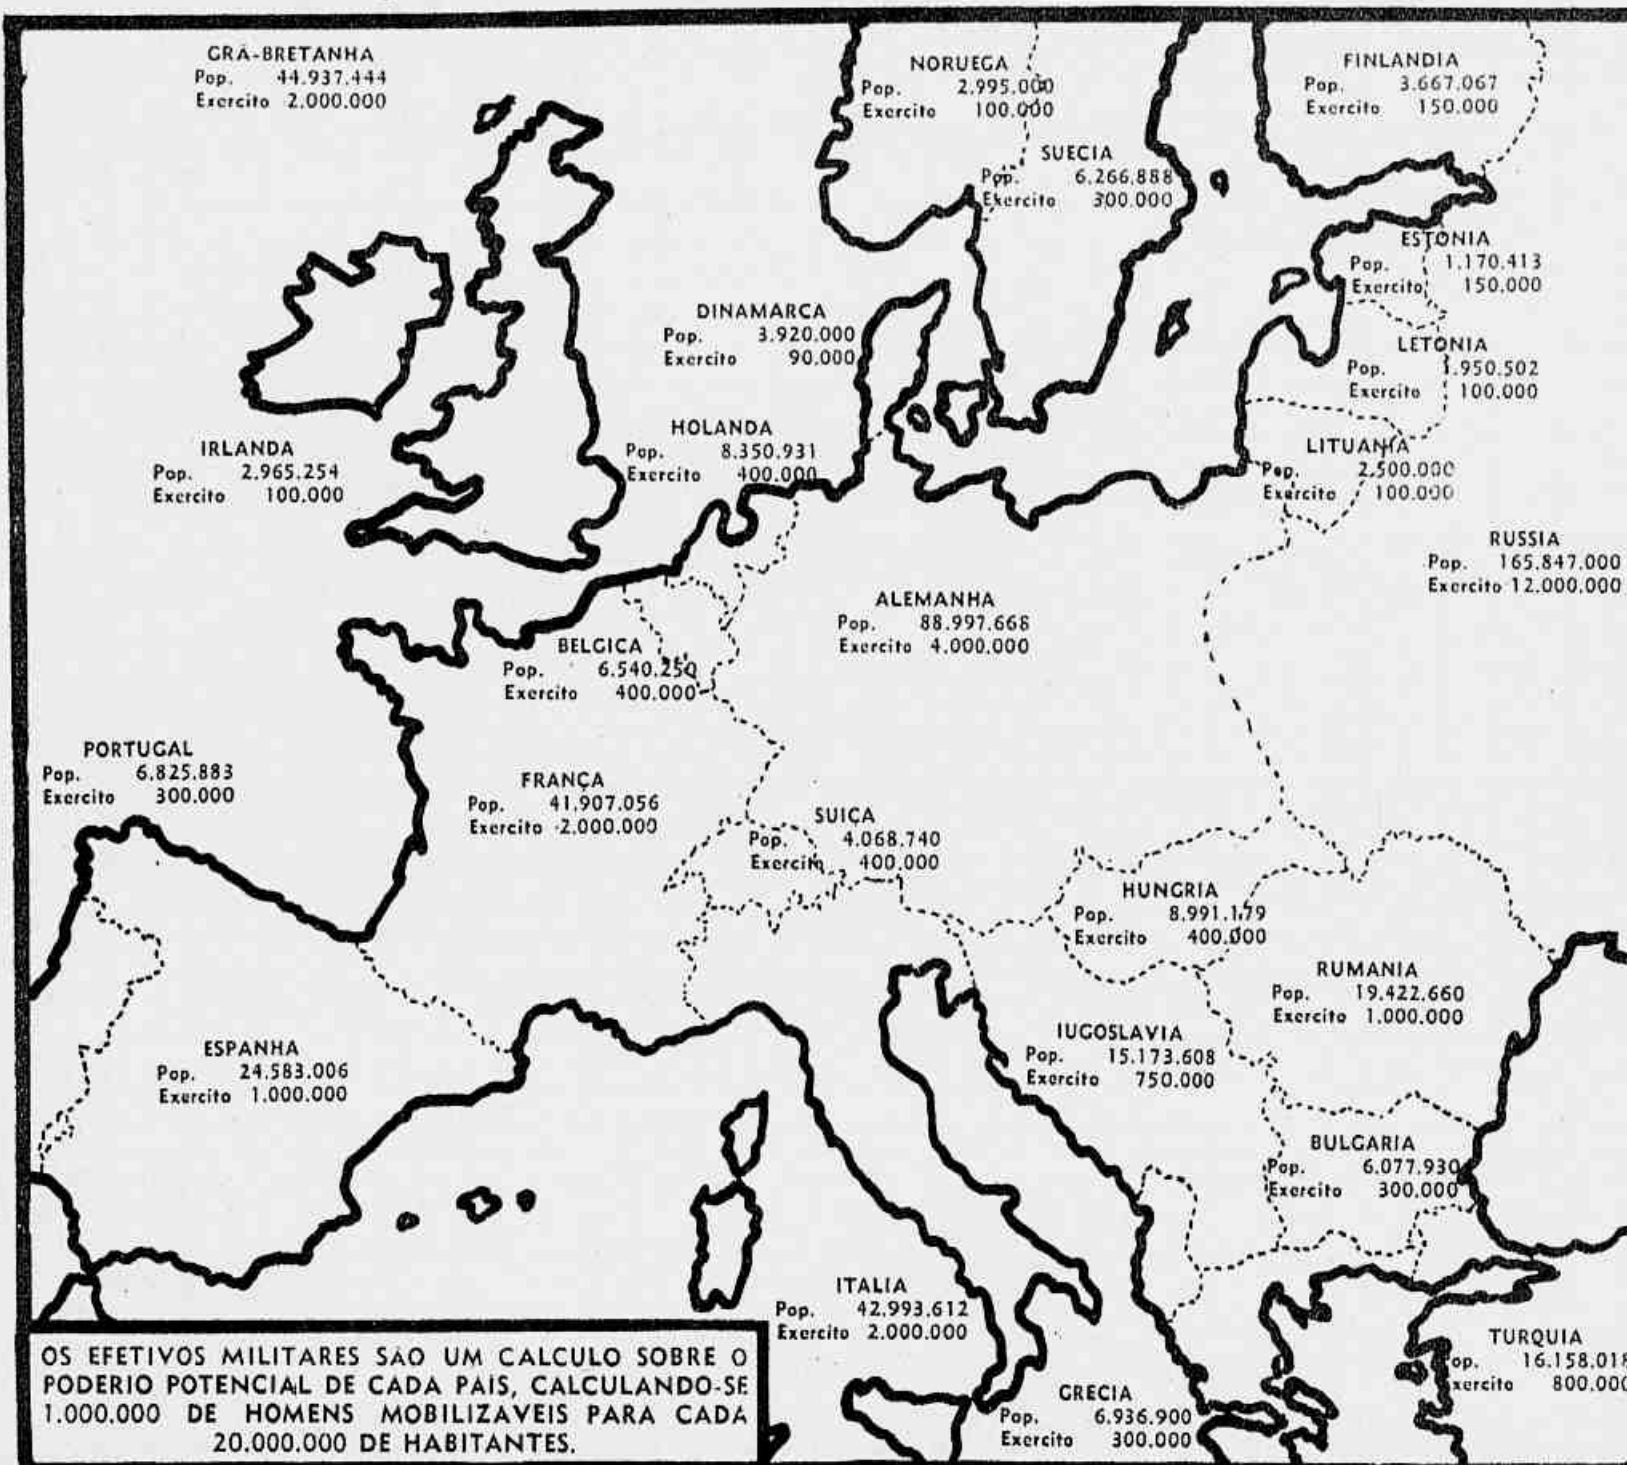 GRÃ-BRETANHA
Pop. 44.937.444
Exercito 2.000.000
NORUEGA
Pop. 2.995.000
Exercito 100.000
FINLANDIA
Pop. 3.667.067
Exercito 150.000
SUECIA
Pop. 6.266.888
Exercito 300.000
ESTONIA
Pop. 1.170.413
Exercito 150.000
DINAMARCA
Pop. 3.920.000
Exercito 90.000
LETONIA
Pop. 1.950.502
Exercito 100.000
HOLANDA
Pop. 8.350.931
Exercito 400.000
IRLANDA
Pop. 2.965.254
Exercito 100.000
LITUANIA
Pop. 2.500.000
Exercito 100.000
RUSSIA
Pop. 165.847.000
Exercito 12.000.000
ALEMANHA
Pop. 88.997.668
Exercito 4.000.000
BELGICA
Pop. 6.540.250
Exercito 400.000
PORTUGAL
Pop. 6.825.883
Exercito 300.000
FRANÇA
Pop. 41.907.056
Exercito 2.000.000
SUIÇA
Pop. 4.068.740
Exercito 400.000
HUNGRIA
Pop. 8.991.179
Exercito 400.000
RUMANIA
Pop. 19.422.660
Exercito 1.000.000
IUGOSLAVIA
Pop. 15.173.608
Exercito 750.000
ESPANHA
Pop. 24.583.006
Exercito 1.000.000
BULGARIA
Pop. 6.077.930
Exercito 300.000
ITALIA
Pop. 42.993.612
Exercito 2.000.000
TURQUIA
op. 16.158.018
xercito 800.000
GRECIA
Pop. 6.936.900
Exercito 300.000
OS EFETIVOS MILITARES SÃO UM CALCULO SOBRE O
PODERIO POTENCIAL DE CADA PAÍS, CALCULANDO-SE
1.000.000 DE HOMENS MOBILIZAVEIS PARA CADA
20.000.000 DE HABITANTES.